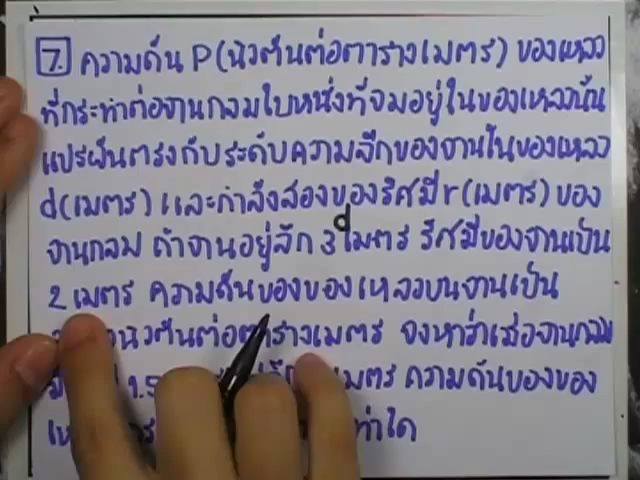 7. ความดัน P (นิวตันต่อตารางเมตร) ของเหลว
ที่กระทำต่อจานกลมใบหนึ่งที่จมอยู่ในของเหลวนั้น
แปรผันตรงกับระดับความลึกของจานในของเหลว
d (เมตร) และกำลังสองของรัศมี r (เมตร) ของ
จานกลม ถ้าจานอยู่ลึก 3 เมตร รัศมีของจานเป็น
d
2 เมตร ความดันของของเหลวบนจานเป็น
นิวตันต่อตารางเมตร จงหาว่าเมื่อจานกลม
1.5 เมตร ความดันของของ
เท่าใด